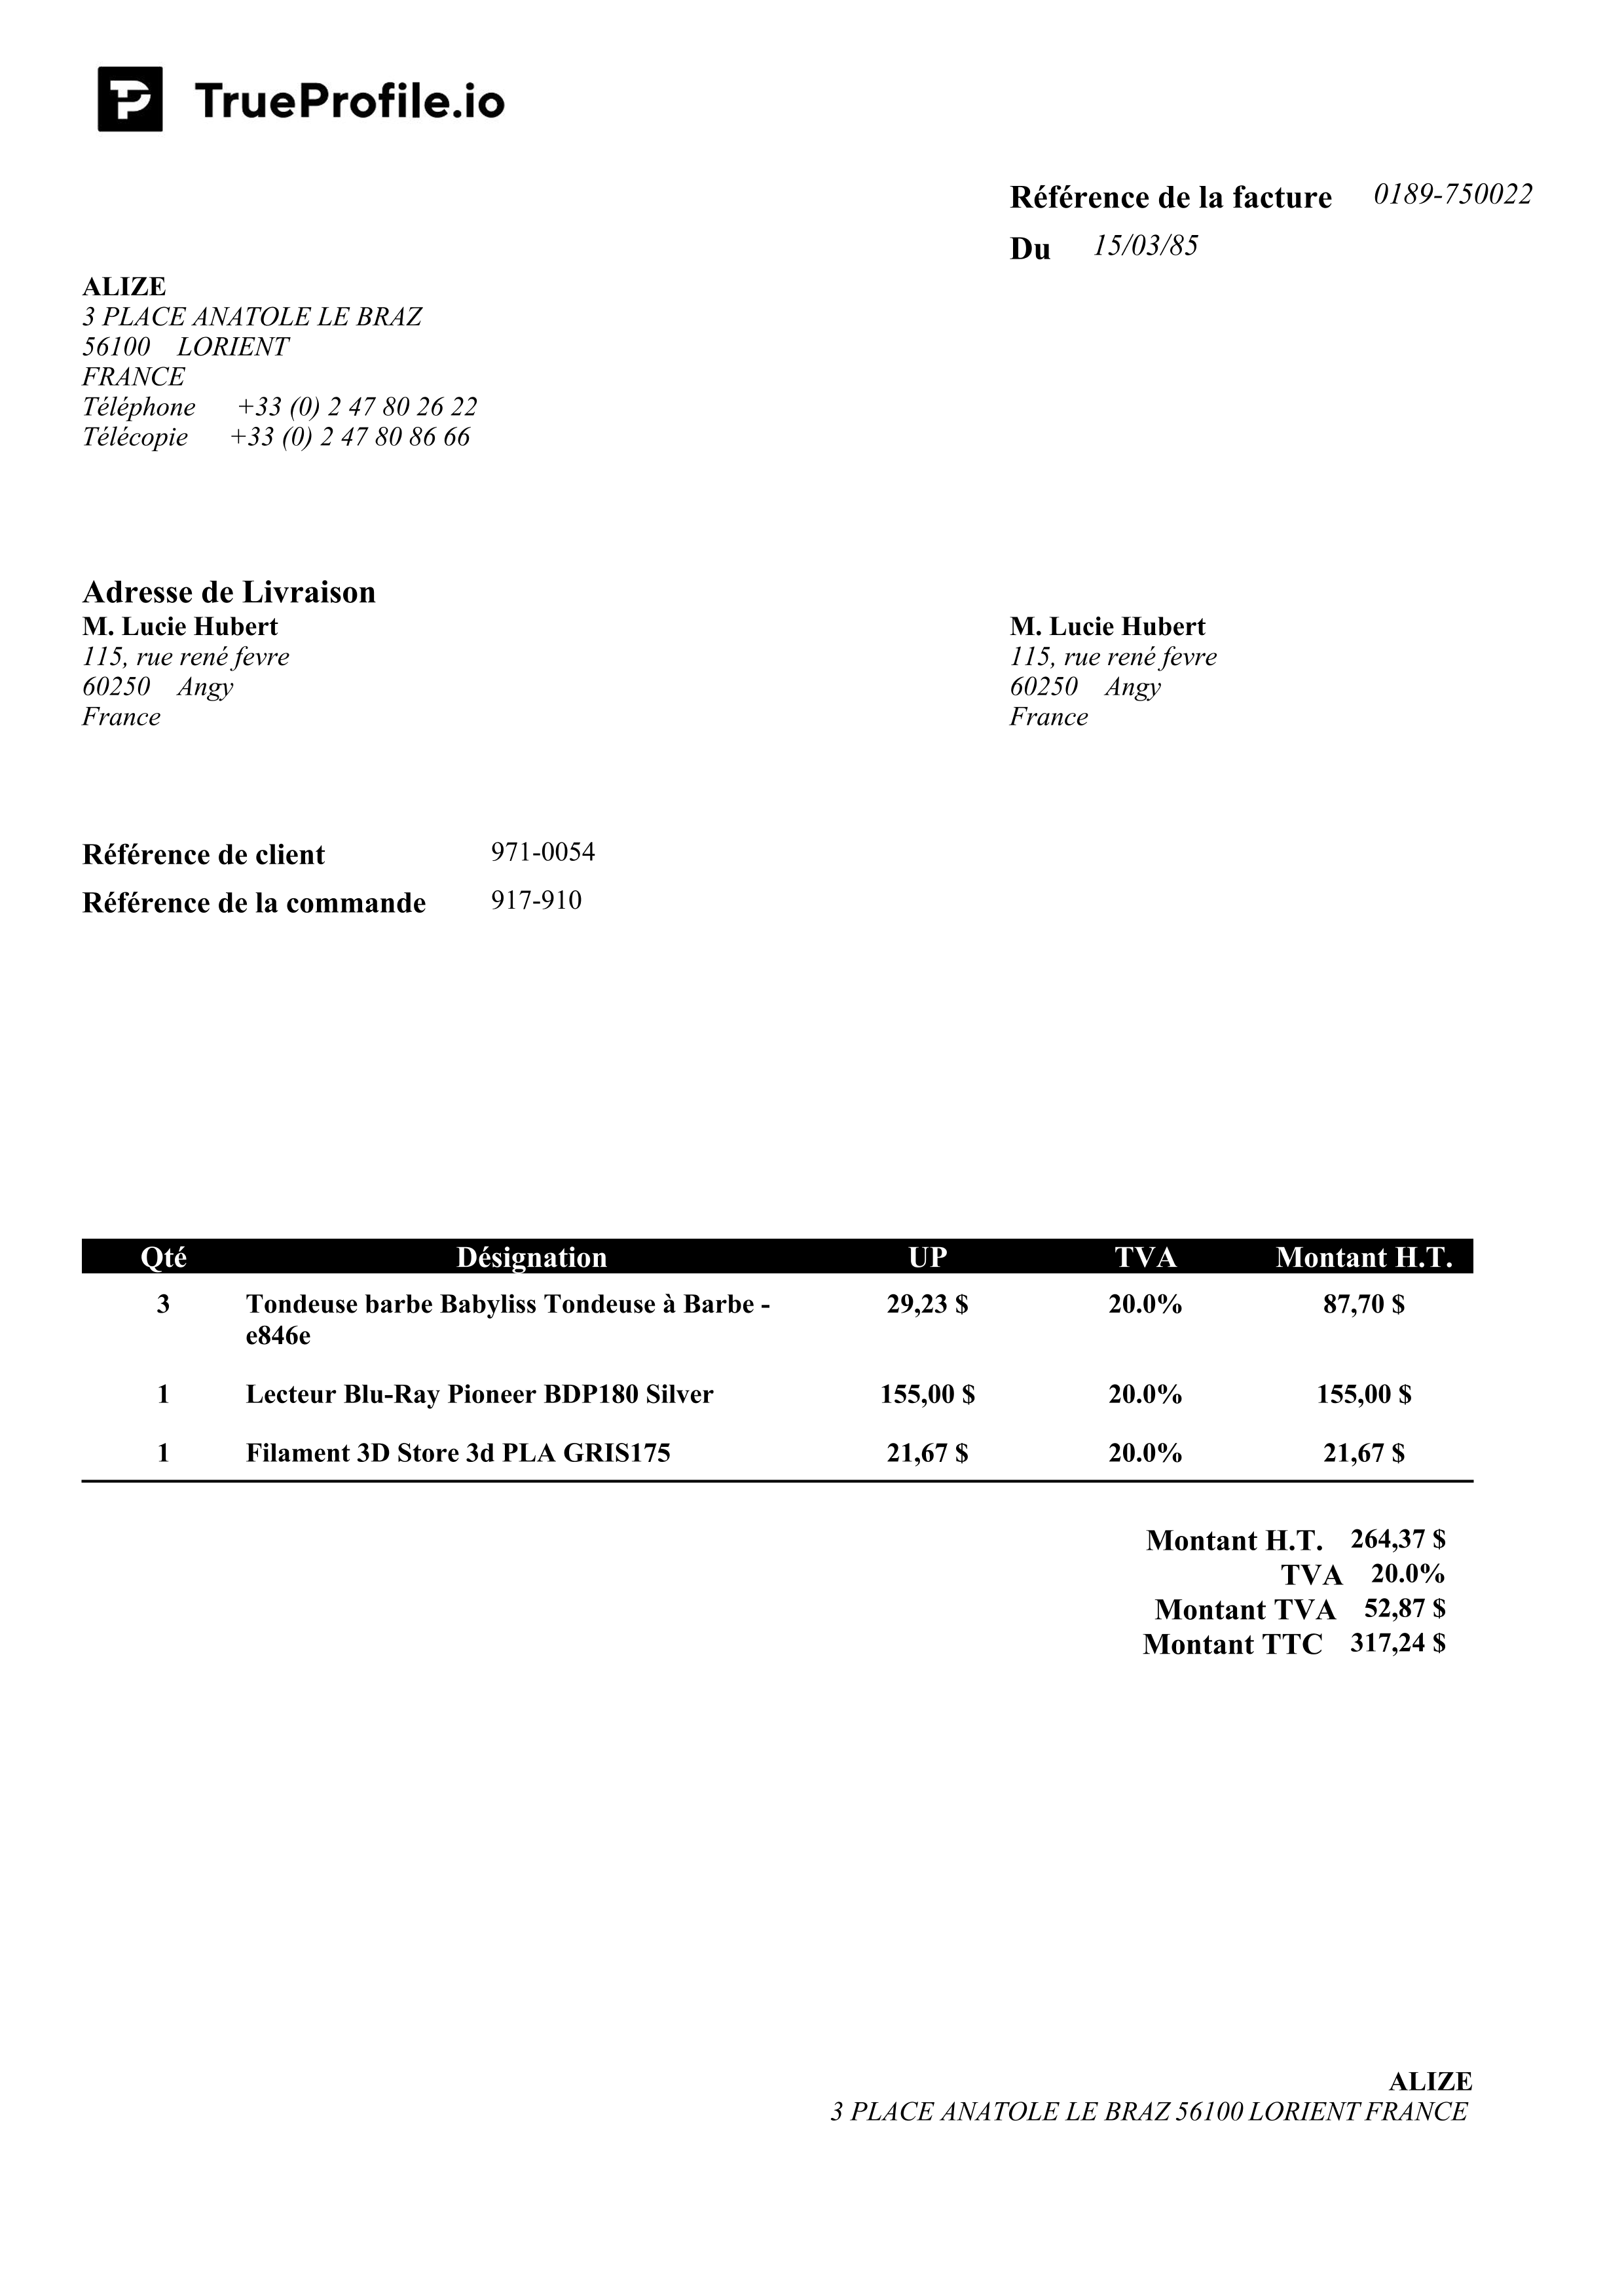 TrueProfile.io
Référence de la facture 0189-750022
Du 15/03/85
ALIZE
3 PLACE ANATOLE LE BRAZ
56100 LORIENT
FRANCE
Téléphone +33 (0) 2 47 80 26 22
Télécopie +33 (0) 2 47 80 86 66
Adresse de Livraison
M. Lucie Hubert
115, rue rené fevre
60250 Angy
France
M. Lucie Hubert
115, rue rené fevre
60250 Angy
France
Référence de client 971-0054
Référence de la commande 917-910
Qté Désignation UP TVA Montant H.T.
3 Tondeuse barbe Babyliss Tondeuse à Barbe - 29,23 $ 20.0% 87,70 $
e846e
1 Lecteur Blu-Ray Pioneer BDP180 Silver 155,00 $ 20.0% 155,00 $
1 Filament 3D Store 3d PLA GRIS175 21,67 $ 20.0% 21,67 $
Montant H.T. 264,37 $
TVA 20.0%
Montant TVA 52,87 $
Montant TTC 317,24 $
ALIZE
3 PLACE ANATOLE LE BRAZ 56100 LORIENT FRANCE